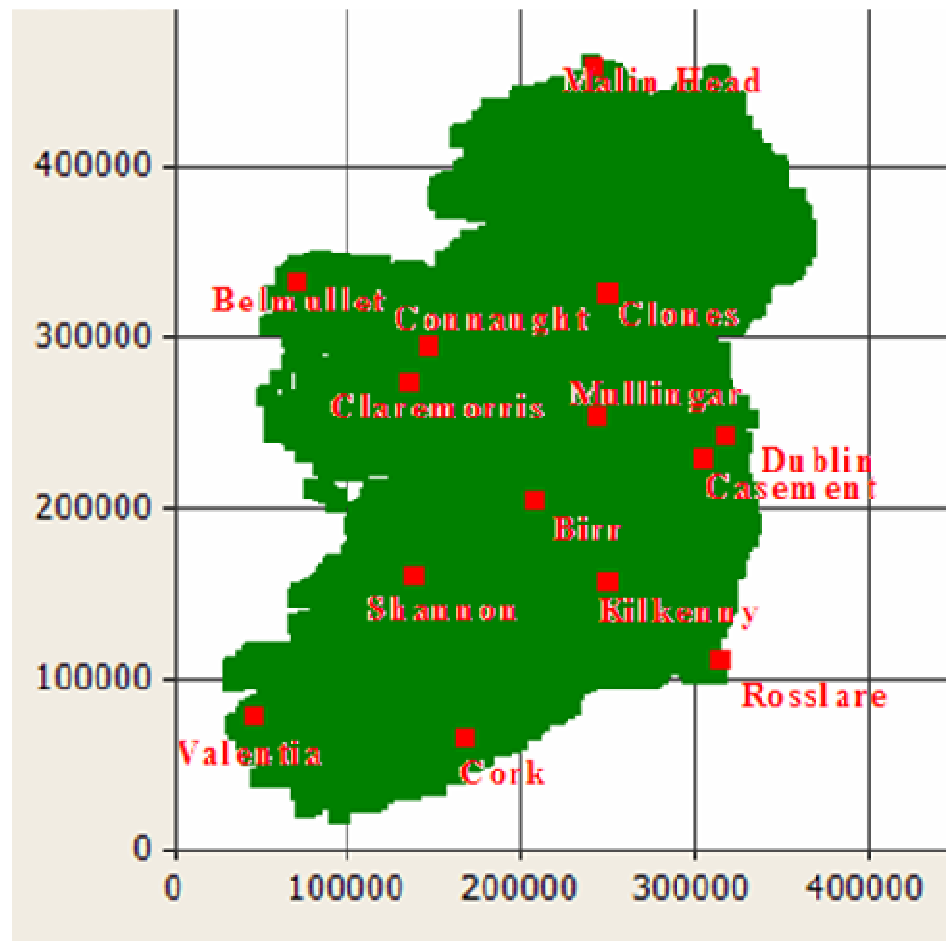 Malin Head
400000
Belmullet
Connaught
Clones
300000
Mullingar
Claremorris
Dublin
Casement
200000
Birr
Shannon
Kilkenny
100000
Rosslare
Valentia
Cork
0
0 100000 200000 300000 400000